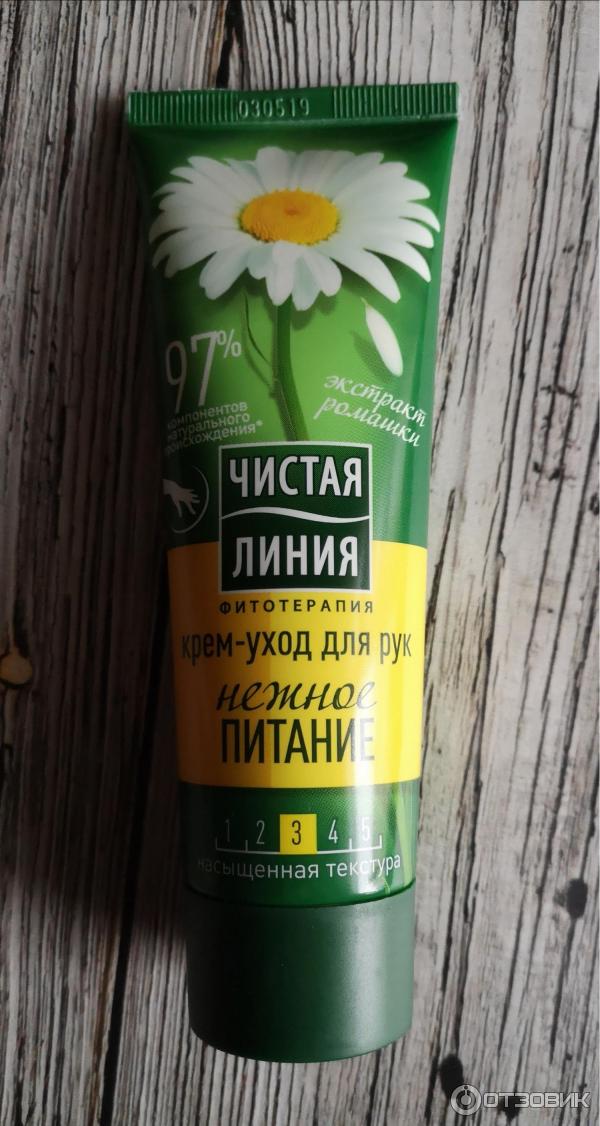 030519
97%
компонентов
натурального
происхождения*
экстракт
ромашки
ЧИСТАЯ
ЛИНИЯ
ФИТОТЕРАПИЯ
крем-уход для рук
нежное
ПИТАНИЕ
1 2 3 4 5
насыщенная текстура
ОТЗОВИК